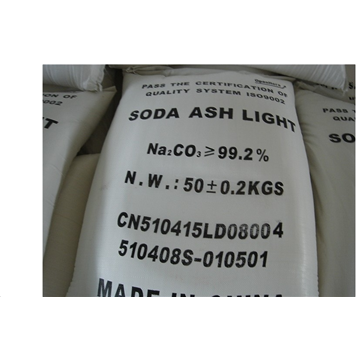 PASS THE CERTIFICATION OF
QUALITY SYSTEM ISO9002
SODA ASH LIGHT
Na₂CO₃≥99.2%
N.W.:50±0.2KGS
CN510415LD08004
510408S-010501
MADE IN CHINA